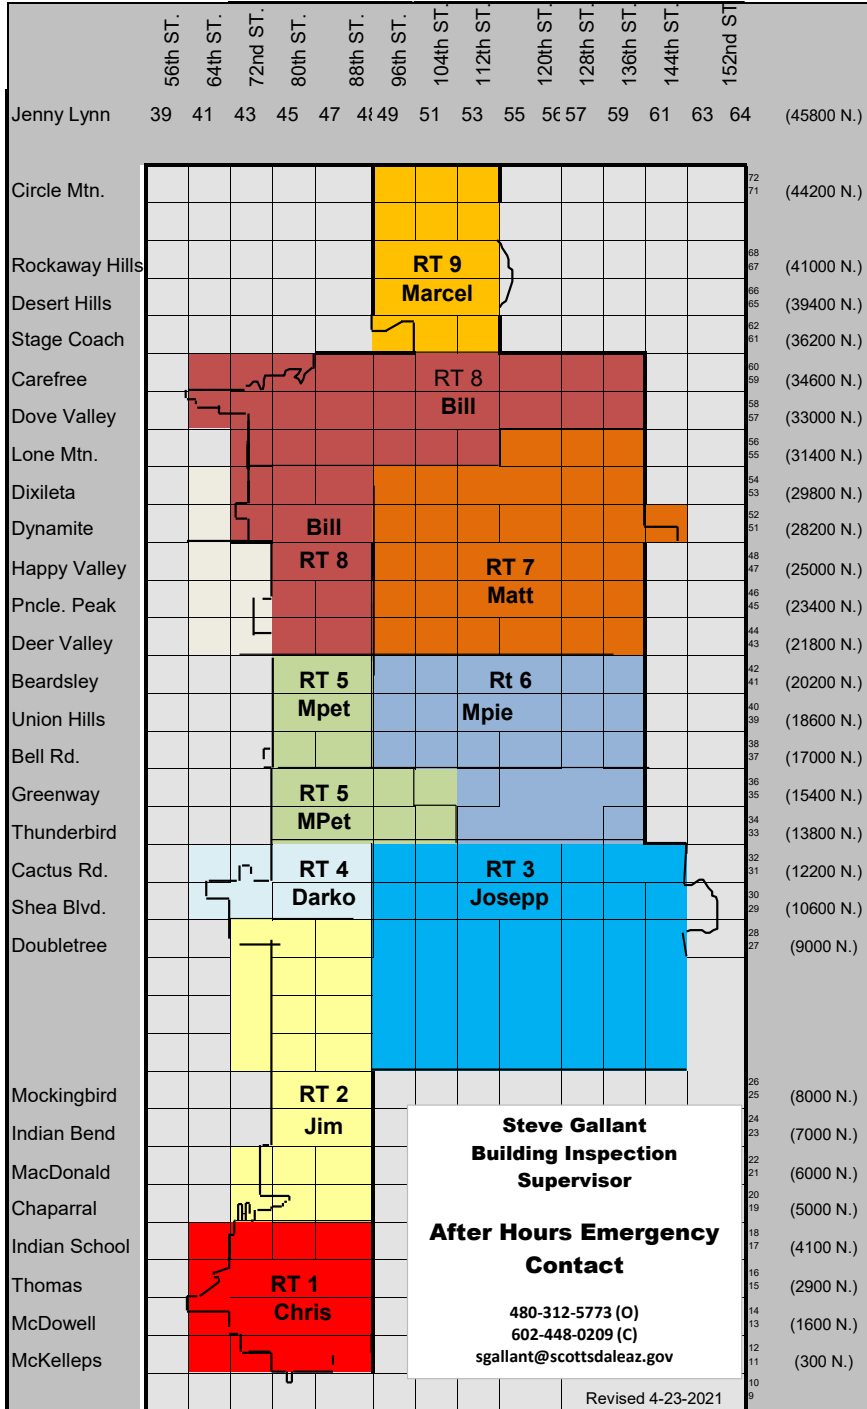 56th ST. 64th ST. 72nd ST. 80th ST. 88th ST. 96th ST. 104th ST. 112th ST. 120th ST. 128th ST. 136th ST. 144th ST. 152nd ST
Jenny Lynn 39 41 43 45 47 48 49 51 53 55 56 57 59 61 63 64 (45800 N.)
72
Circle Mtn. 71 (44200 N.)
68
Rockaway Hills RT 9 67 (41000 N.)
Marcel 66
Desert Hills 65 (39400 N.)
62
Stage Coach 61 (36200 N.)
60
Carefree RT 8 59 (34600 N.)
Bill 58
Dove Valley 57 (33000 N.)
56
Lone Mtn. 55 (31400 N.)
54
Dixileta 53 (29800 N.)
52
Dynamite Bill 51 (28200 N.)
RT 8 48
Happy Valley RT 7 47 (25000 N.)
Matt 46
Pncle. Peak 45 (23400 N.)
44
Deer Valley 43 (21800 N.)
42
Beardsley RT 5 Rt 6 41 (20200 N.)
Mpet Mpie 40
Union Hills 39 (18600 N.)
38
Bell Rd. 37 (17000 N.)
36
Greenway RT 5 35 (15400 N.)
MPet 34
Thunderbird 33 (13800 N.)
32
Cactus Rd. RT 4 RT 3 31 (12200 N.)
Darko Josepp 30
Shea Blvd. 29 (10600 N.)
28
Doubletree 27 (9000 N.)
26
Mockingbird RT 2 25 (8000 N.)
Jim 24
Indian Bend 23 (7000 N.)
22
MacDonald 21 (6000 N.)
20
Chaparral 19 (5000 N.)
18
Indian School 17 (4100 N.)
16
Thomas RT 1 15 (2900 N.)
Chris 14
McDowell 13 (1600 N.)
12
McKelleps 11 (300 N.)
10
9
Steve Gallant
Building Inspection
Supervisor
After Hours Emergency
Contact
480-312-5773 (O)
602-448-0209 (C)
sgallant@scottsdaleaz.gov
Revised 4-23-2021